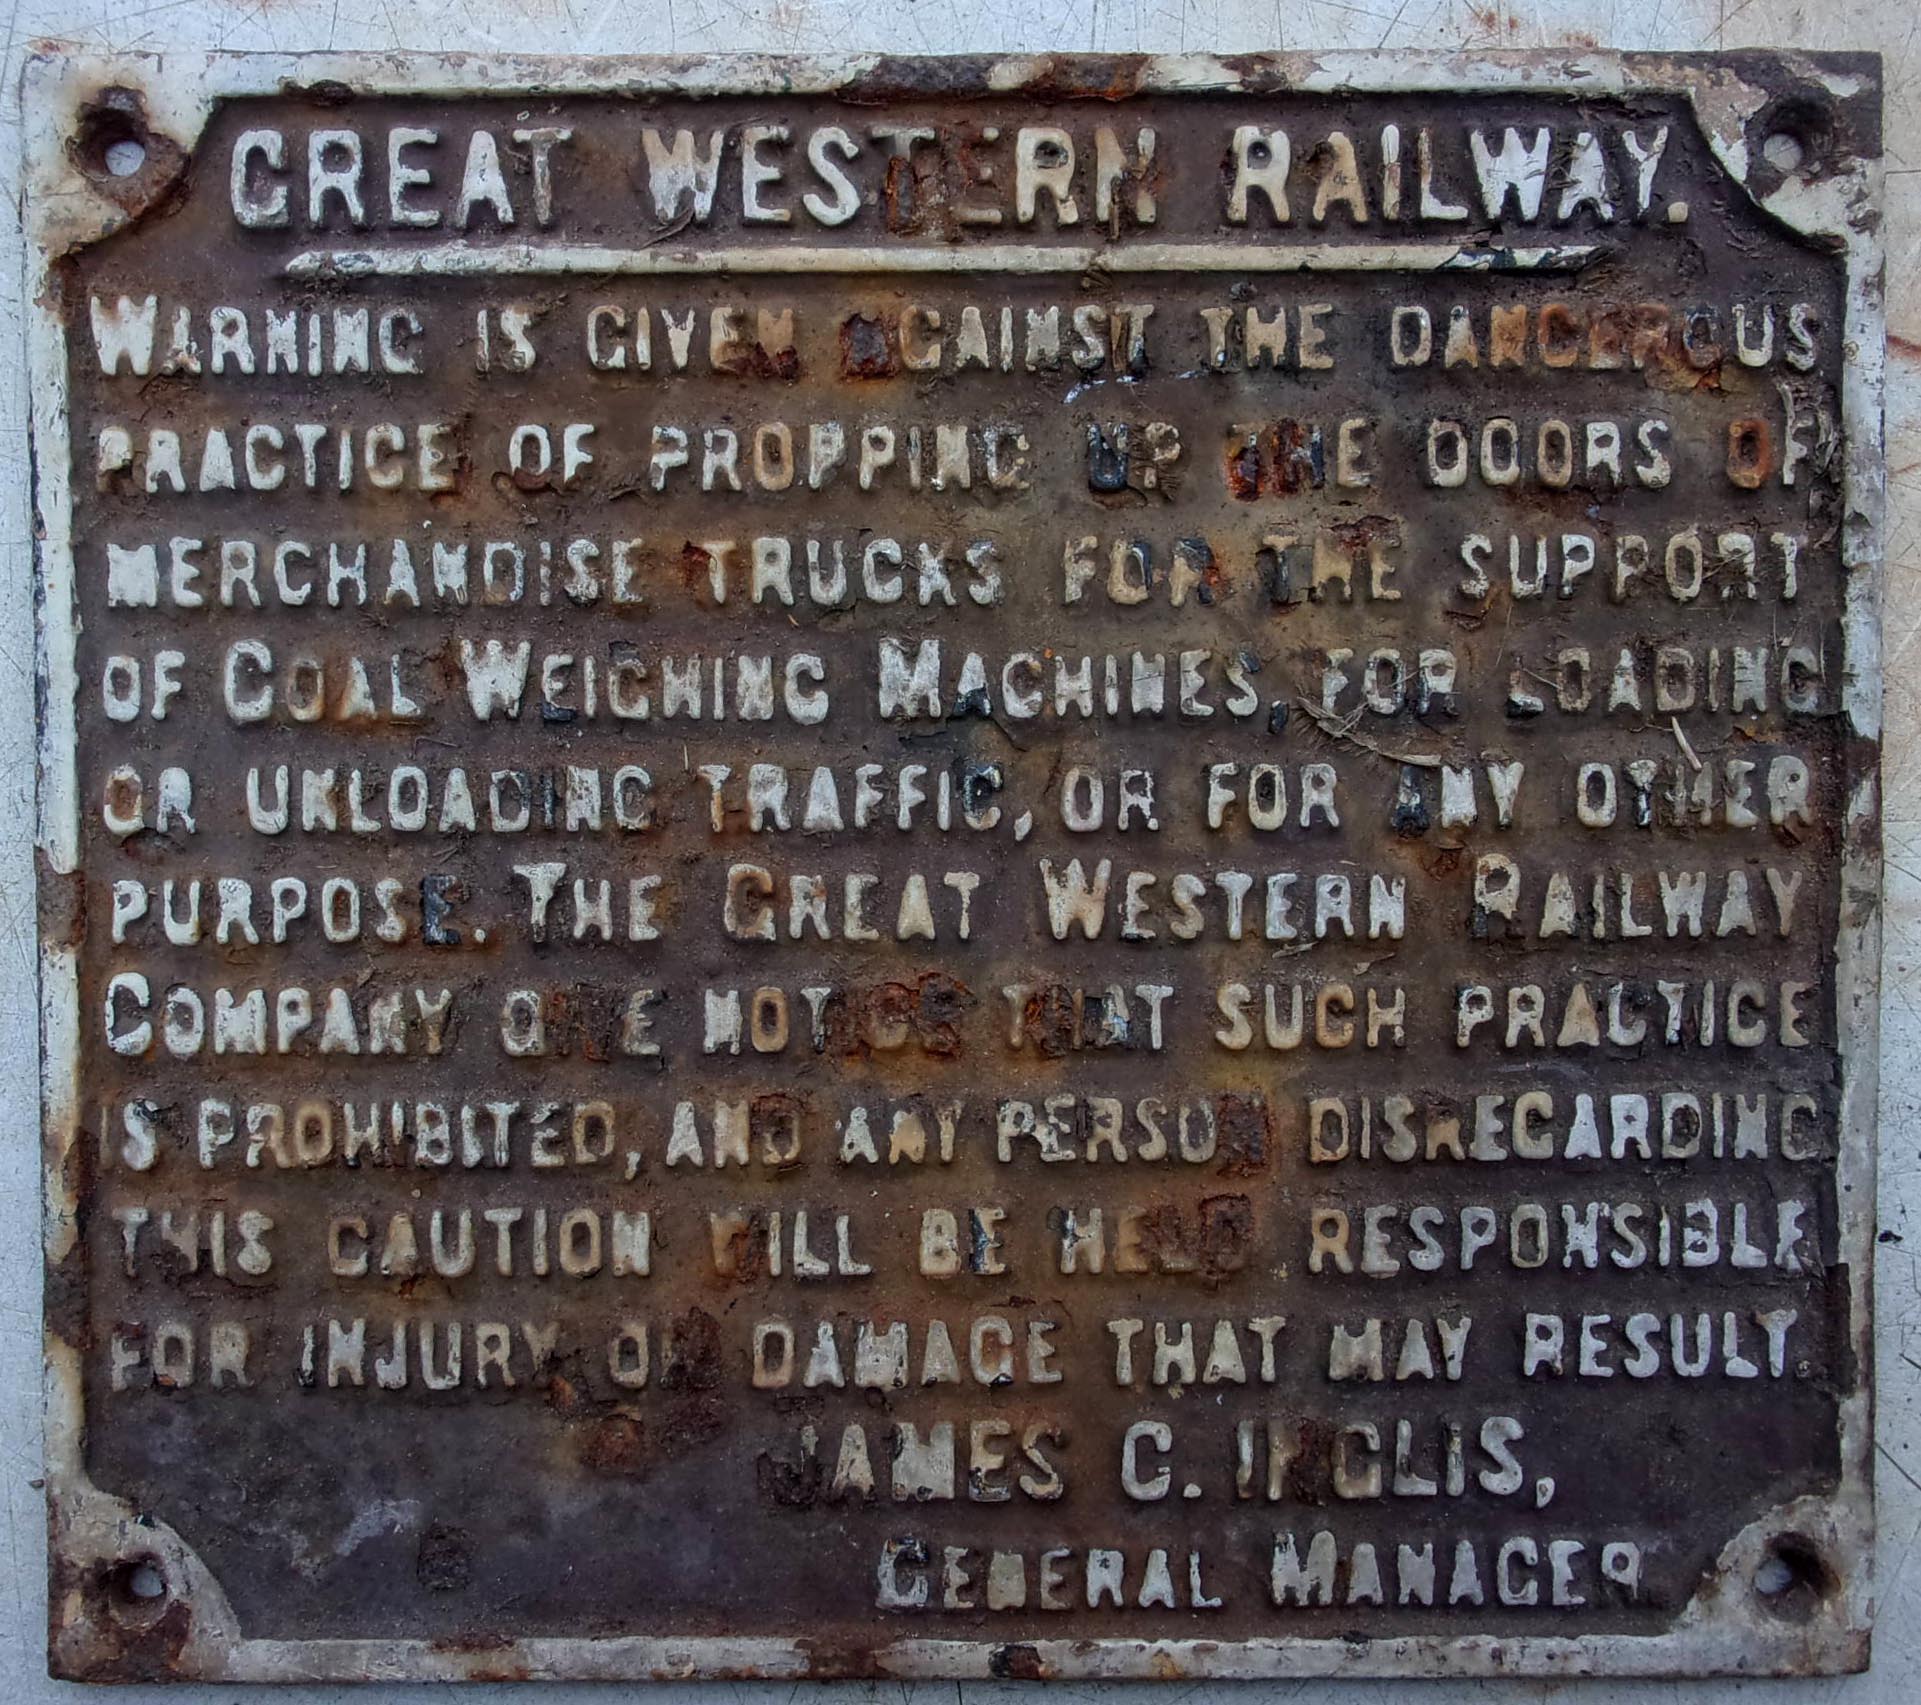 GREAT WESTERN RAILWAY.
WARNING IS GIVEN AGAINST THE DANGEROUS
PRACTICE OF PROPPING UP THE DOORS OF
MERCHANDISE TRUCKS FOR THE SUPPORT
OF COAL WEIGHING MACHINES, FOR LOADING
OR UNLOADING TRAFFIC, OR FOR ANY OTHER
PURPOSE. THE GREAT WESTERN RAILWAY
COMPANY GIVE NOTICE THAT SUCH PRACTICE
IS PROHIBITED, AND ANY PERSON DISREGARDING
THIS CAUTION WILL BE HELD RESPONSIBLE
FOR INJURY OR DAMAGE THAT MAY RESULT.
JAMES C. INGLIS,
GENERAL MANAGER